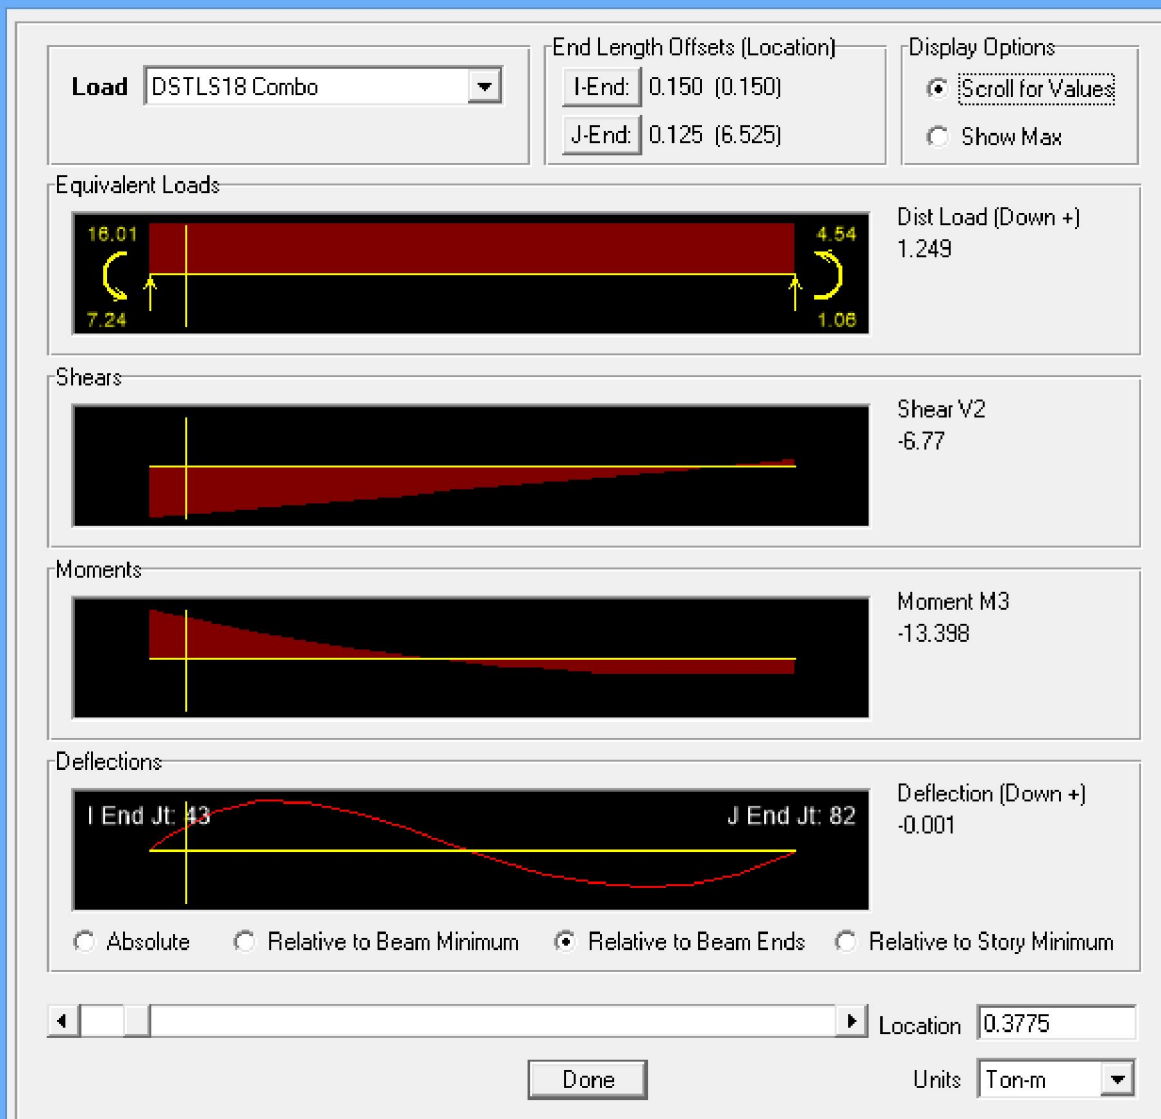 End Length Offsets (Location)
Display Options
Load DSTLS18 Combo
I-End: 0.150 (0.150)
Scroll for Values
J-End: 0.125 (6.525)
Show Max
Equivalent Loads
16.01
4.54
7.24
1.06
Dist Load (Down +)
1.249
Shears
Shear V2
-6.77
Moments
Moment M3
-13.398
Deflections
I End Jt: 43
J End Jt: 82
Deflection (Down +)
-0.001
Absolute Relative to Beam Minimum Relative to Beam Ends Relative to Story Minimum
Location 0.3775
Done
Units Ton-m